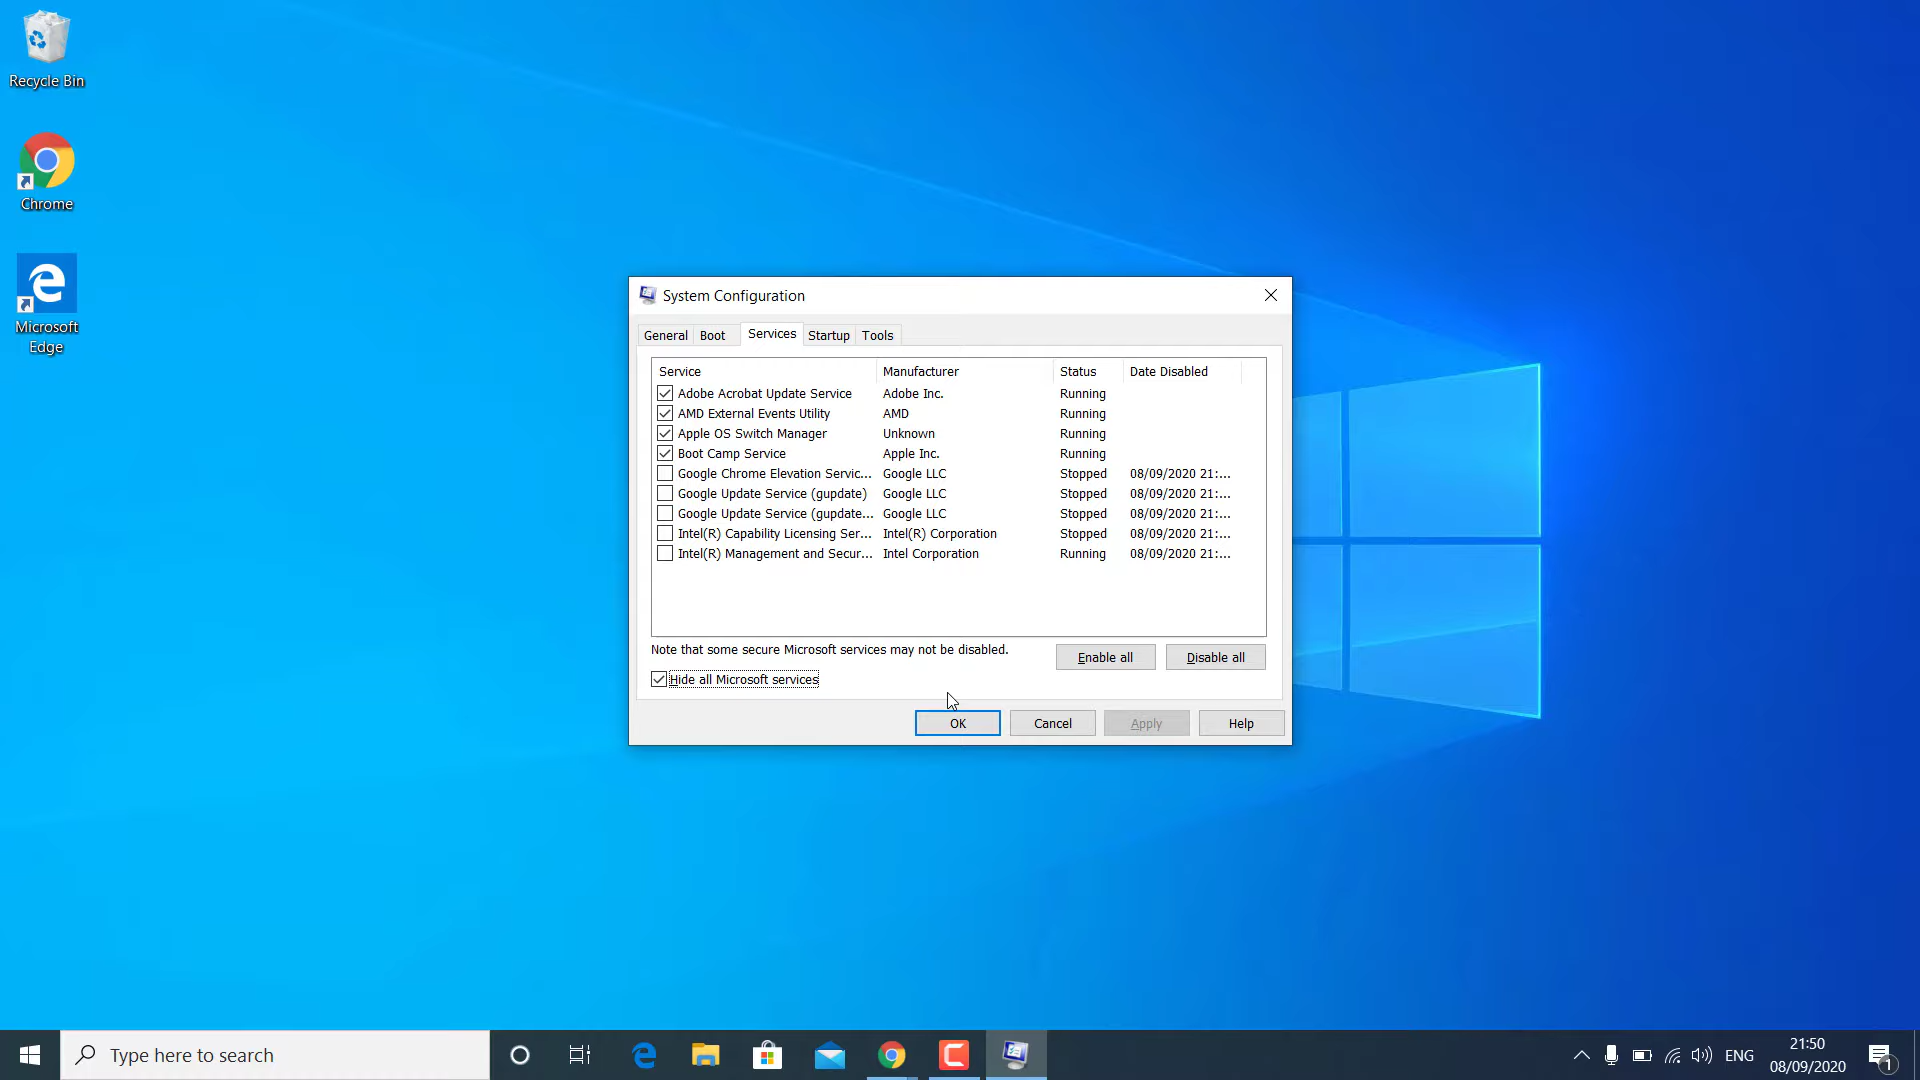 Recycle Bin
Chrome
Microsoft
Edge
System Configuration
General Boot Services Startup Tools
Service Manufacturer Status Date Disabled
Adobe Acrobat Update Service Adobe Inc. Running
AMD External Events Utility AMD Running
Apple OS Switch Manager Unknown Running
Boot Camp Service Apple Inc. Running
Google Chrome Elevation Servic... Google LLC Stopped 08/09/2020 21:...
Google Update Service (gupdate) Google LLC Stopped 08/09/2020 21:...
Google Update Service (gupdate... Google LLC Stopped 08/09/2020 21:...
Intel(R) Capability Licensing Ser... Intel(R) Corporation Stopped 08/09/2020 21:...
Intel(R) Management and Secur... Intel Corporation Running 08/09/2020 21:...
Note that some secure Microsoft services may not be disabled.
Enable all Disable all
Hide all Microsoft services
OK Cancel Apply Help
Type here to search
ENG
21:50
08/09/2020
1